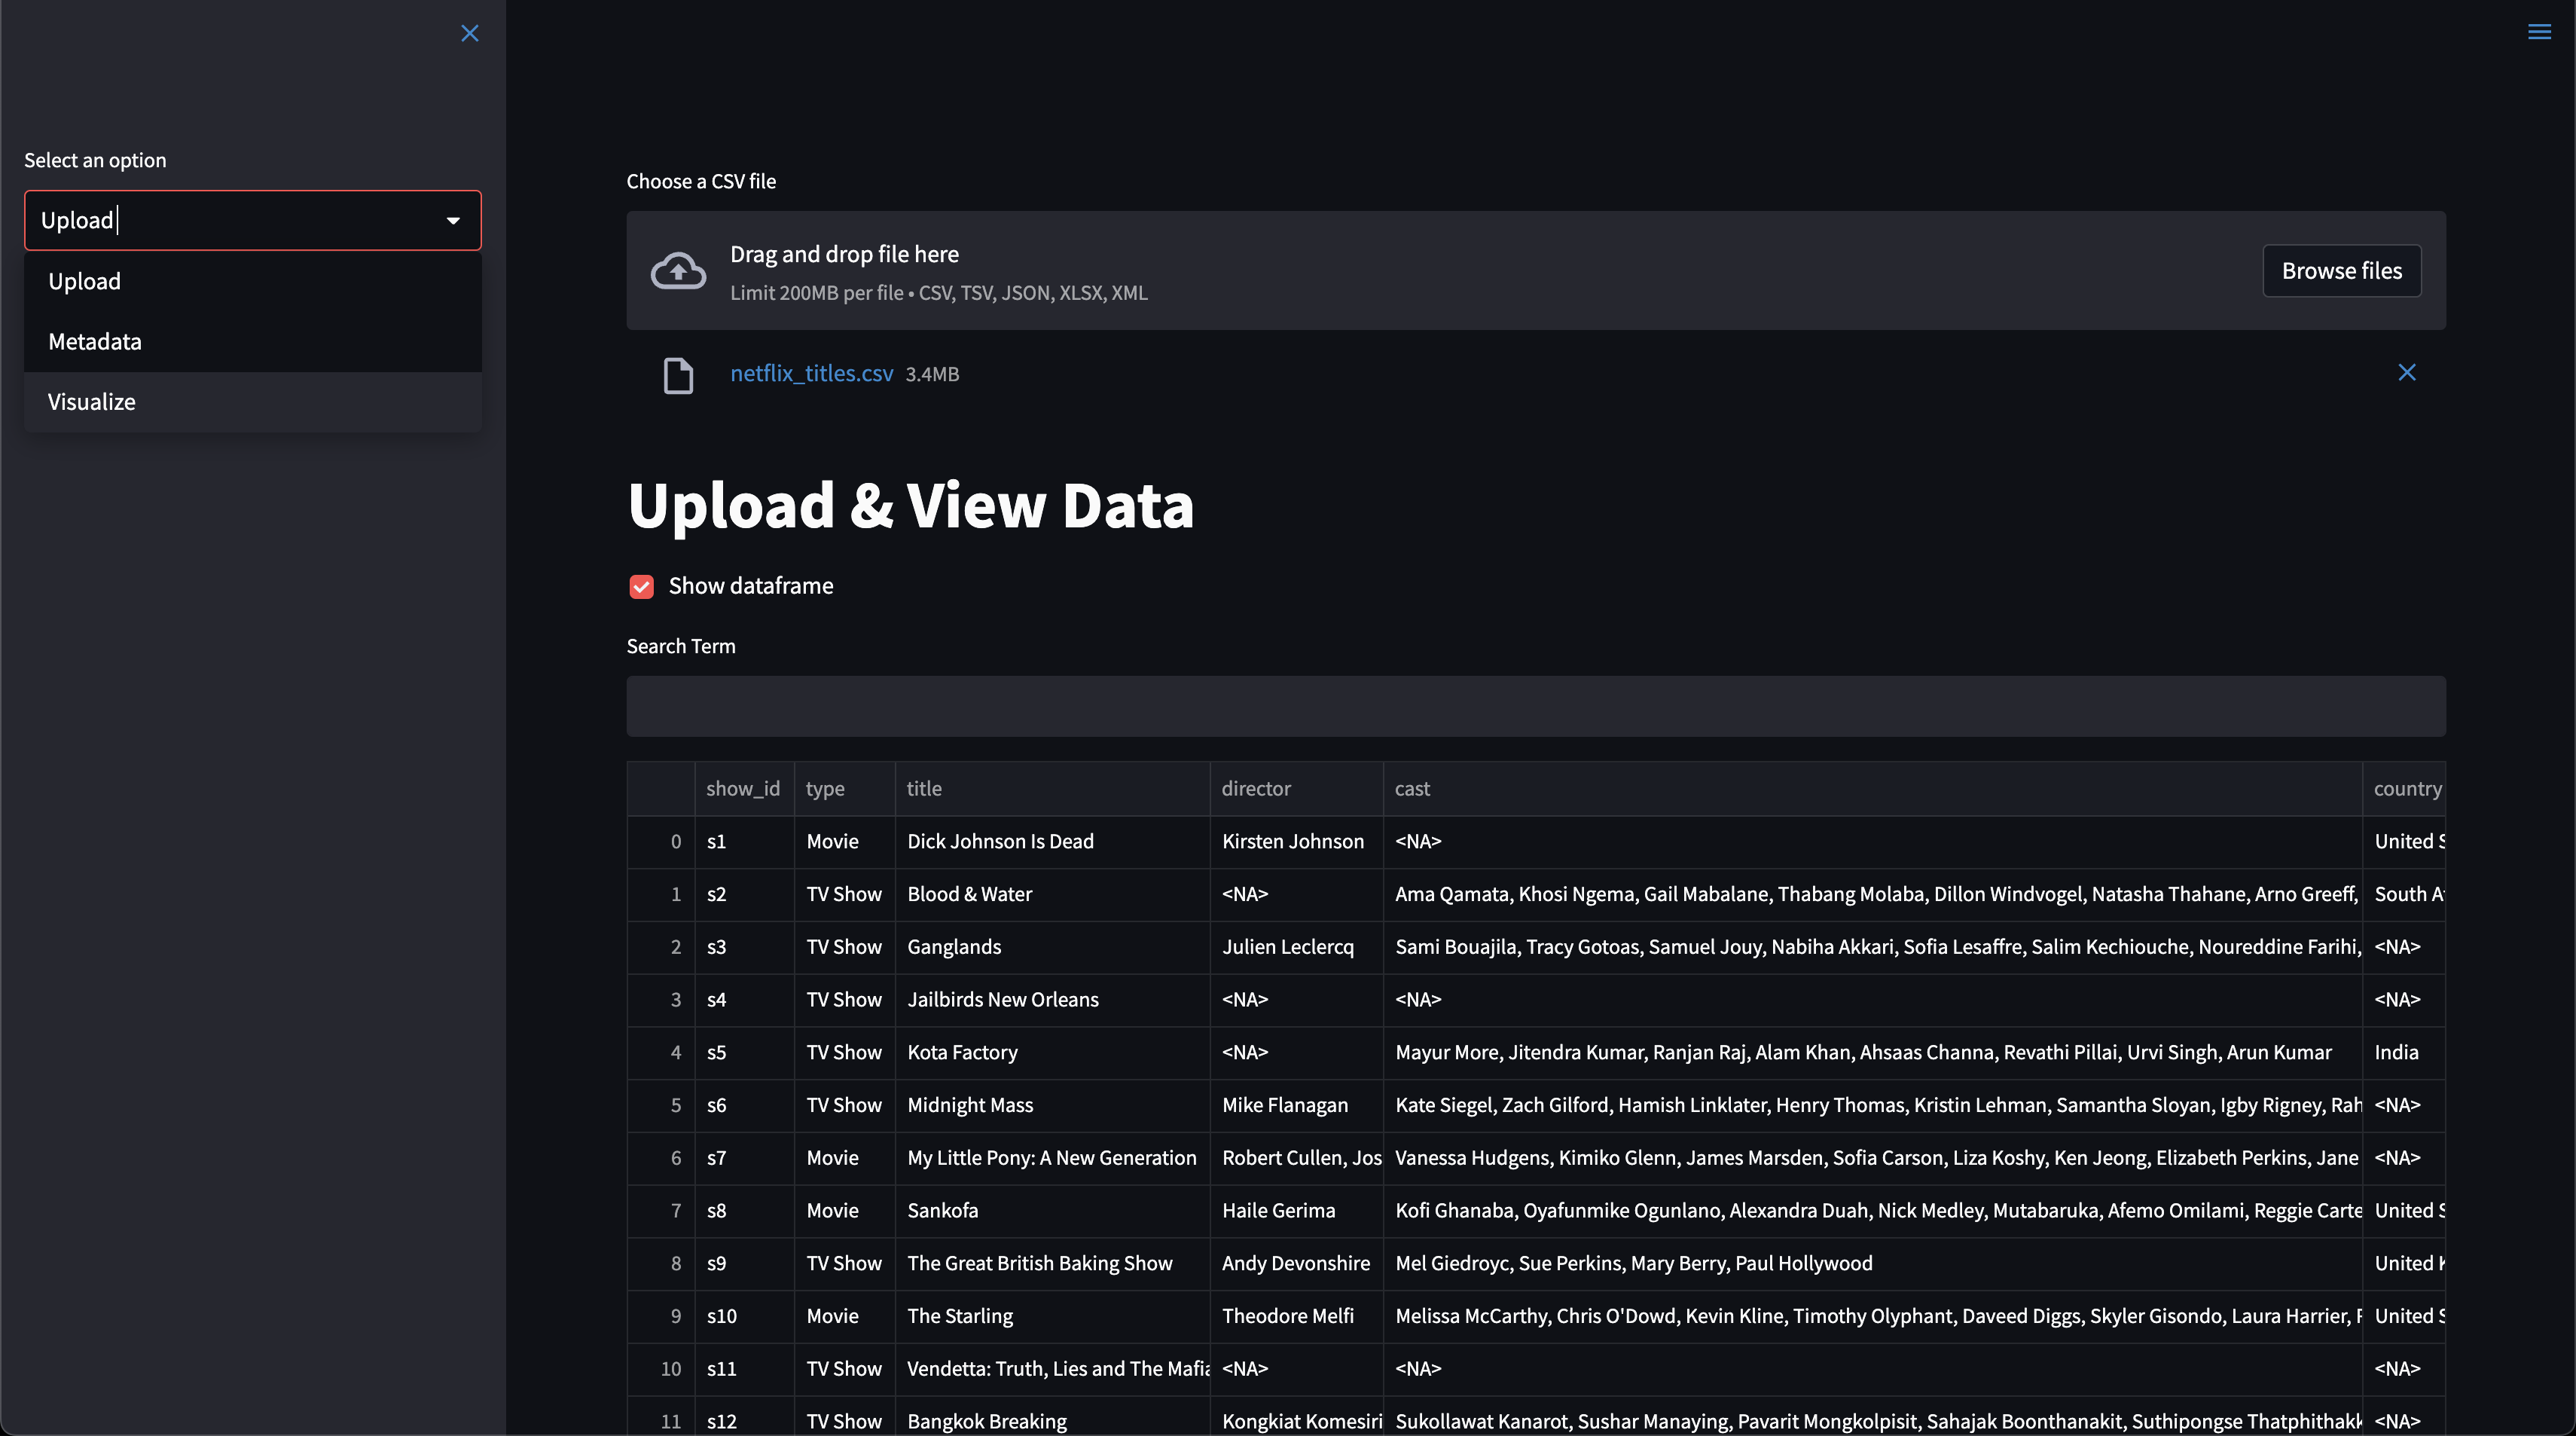 Select an option
Upload
Upload
Metadata
Visualize
Choose a CSV file
Drag and drop file here
Limit 200MB per file • CSV, TSV, JSON, XLSX, XML
Browse files
netflix_titles.csv 3.4MB
Upload & View Data
Show dataframe
Search Term
show_id type title director cast country
0 s1 Movie Dick Johnson Is Dead Kirsten Johnson <NA> United S
1 s2 TV Show Blood & Water <NA> Ama Qamata, Khosi Ngema, Gail Mabalane, Thabang Molaba, Dillon Windvogel, Natasha Thahane, Arno Greeff, South A
2 s3 TV Show Ganglands Julien Leclercq Sami Bouajila, Tracy Gotoas, Samuel Jouy, Nabiha Akkari, Sofia Lesaffre, Salim Kechiouche, Noureddine Farihi, <NA>
3 s4 TV Show Jailbirds New Orleans <NA> <NA> <NA>
4 s5 TV Show Kota Factory <NA> Mayur More, Jitendra Kumar, Ranjan Raj, Alam Khan, Ahsaas Channa, Revathi Pillai, Urvi Singh, Arun Kumar India
5 s6 TV Show Midnight Mass Mike Flanagan Kate Siegel, Zach Gilford, Hamish Linklater, Henry Thomas, Kristin Lehman, Samantha Sloyan, Igby Rigney, Rah <NA>
6 s7 Movie My Little Pony: A New Generation Robert Cullen, Jos Vanessa Hudgens, Kimiko Glenn, James Marsden, Sofia Carson, Liza Koshy, Ken Jeong, Elizabeth Perkins, Jane <NA>
7 s8 Movie Sankofa Haile Gerima Kofi Ghanaba, Oyafunmike Ogunlano, Alexandra Duah, Nick Medley, Mutabaruka, Afemo Omilami, Reggie Carte United S
8 s9 TV Show The Great British Baking Show Andy Devonshire Mel Giedroyc, Sue Perkins, Mary Berry, Paul Hollywood United K
9 s10 Movie The Starling Theodore Melfi Melissa McCarthy, Chris O'Dowd, Kevin Kline, Timothy Olyphant, Daveed Diggs, Skyler Gisondo, Laura Harrier, United S
10 s11 TV Show Vendetta: Truth, Lies and The Mafia <NA> <NA> <NA>
11 s12 TV Show Bangkok Breaking Kongkiat Komesiri Sukollawat Kanarot, Sushar Manaying, Pavarit Mongkolpisit, Sahajak Boonthanakit, Suthipongse Thatphithakk <NA>